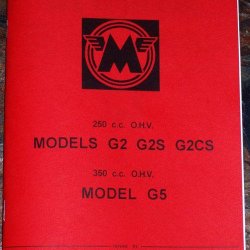 M
250 c.c. O.H.V.
MODELS G2 G2S G2CS
350 c.c. O.H.V.
MODEL G5